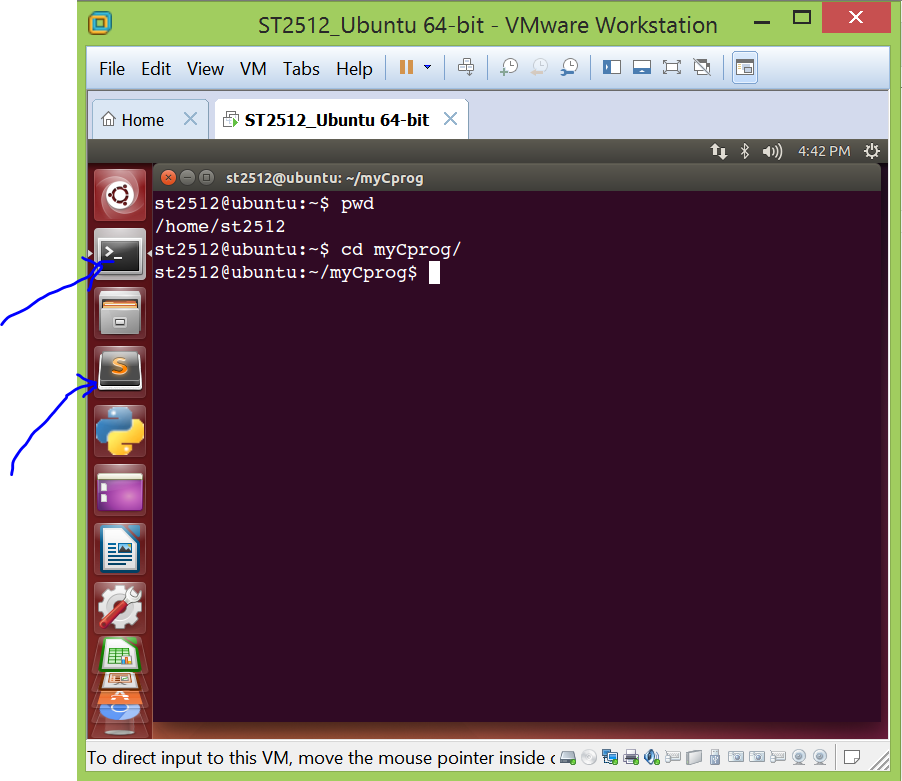 ST2512_Ubuntu 64-bit - VMware Workstation
File Edit View VM Tabs Help
Home ST2512_Ubuntu 64-bit
4:42 PM
st2512@ubuntu: ~/myCprog
st2512@ubuntu:~$ pwd
/home/st2512
st2512@ubuntu:~$ cd myCprog/
st2512@ubuntu:~/myCprog$
S
To direct input to this VM, move the mouse pointer inside